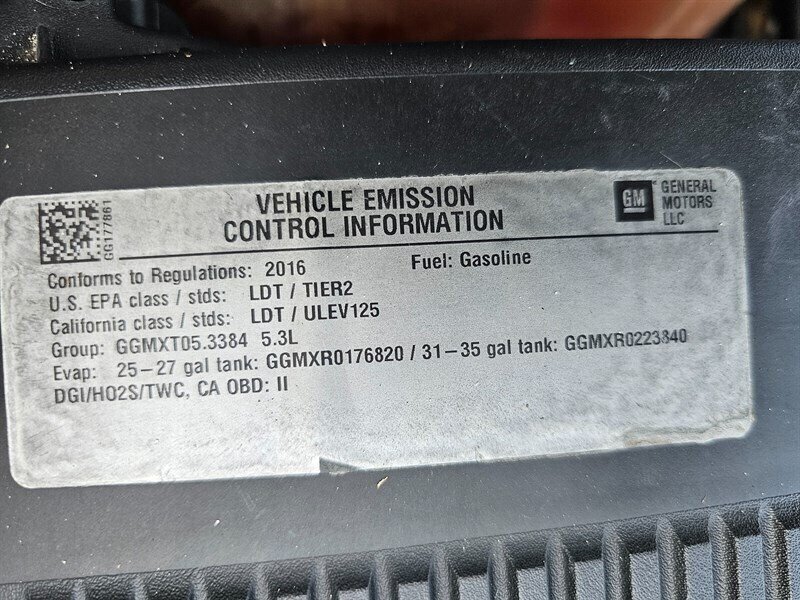 GG177861
VEHICLE EMISSION
CONTROL INFORMATION
GM
GENERAL
MOTORS
LLC
Conforms to Regulations: 2016 Fuel: Gasoline
U.S. EPA class / stds: LDT / TIER2
California class / stds: LDT / ULEV125
Group: GGMXT05.3384 5.3L
Evap: 25-27 gal tank: GGMXR0176820 / 31-35 gal tank: GGMXR0223840
DGI/HO2S/TWC, CA OBD: II